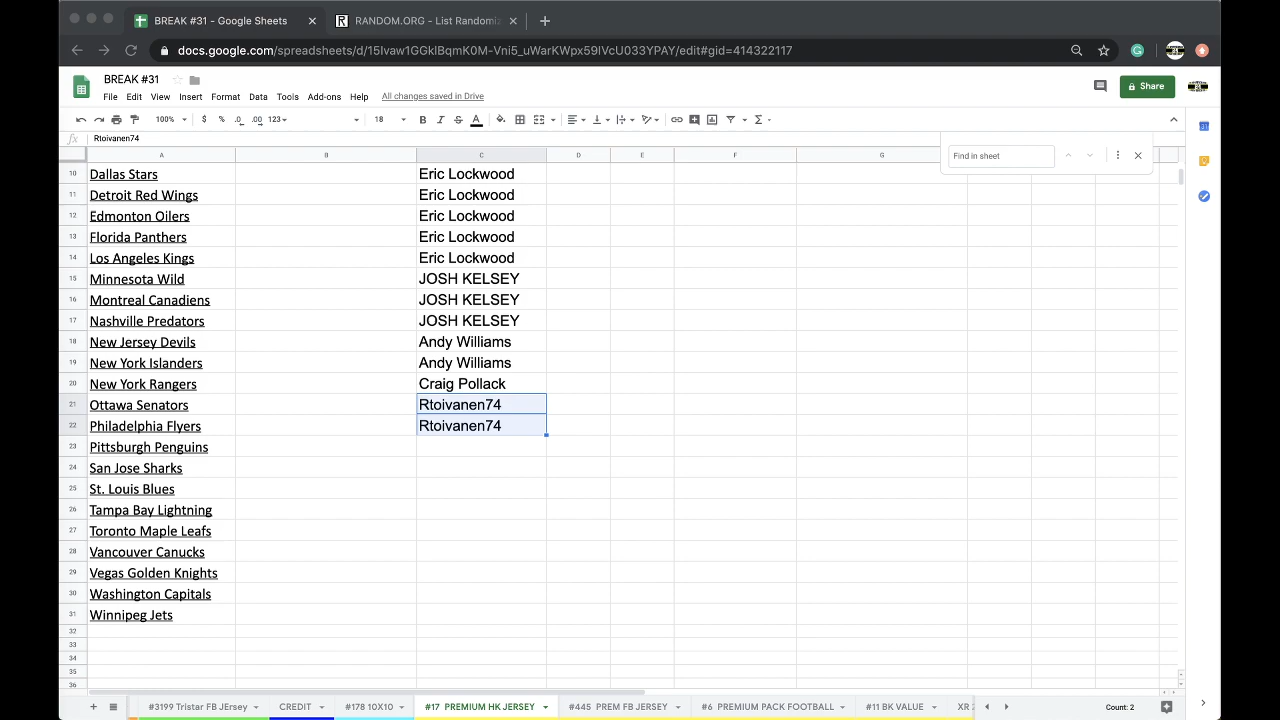 BREAK #31 - Google Sheets
RANDOM.ORG - List Randomiz
docs.google.com/spreadsheets/d/15Ivaw1GGkIBqmK0M-Vni5_uWarKWpx59IVcU033YPAY/edit#gid=414322117
BREAK #31
File Edit View Insert Format Data Tools Add-ons Help All changes saved in Drive
Share
100% $ % .0 .00 123 18 B I S A
fx Rtoivanen74
Find in sheet
A B C D E F G
10 Dallas Stars Eric Lockwood
11 Detroit Red Wings Eric Lockwood
12 Edmonton Oilers Eric Lockwood
13 Florida Panthers Eric Lockwood
14 Los Angeles Kings Eric Lockwood
15 Minnesota Wild JOSH KELSEY
16 Montreal Canadiens JOSH KELSEY
17 Nashville Predators JOSH KELSEY
18 New Jersey Devils Andy Williams
19 New York Islanders Andy Williams
20 New York Rangers Craig Pollack
21 Ottawa Senators Rtoivanen74
22 Philadelphia Flyers Rtoivanen74
23 Pittsburgh Penguins
24 San Jose Sharks
25 St. Louis Blues
26 Tampa Bay Lightning
27 Toronto Maple Leafs
28 Vancouver Canucks
29 Vegas Golden Knights
30 Washington Capitals
31 Winnipeg Jets
32
33
34
35
36
#3199 Tristar FB JErsey CREDIT #178 10X10 #17 PREMIUM HK JERSEY #445 PREM FB JERSEY #6 PREMIUM PACK FOOTBALL #11 BK VALUE XR Count: 2